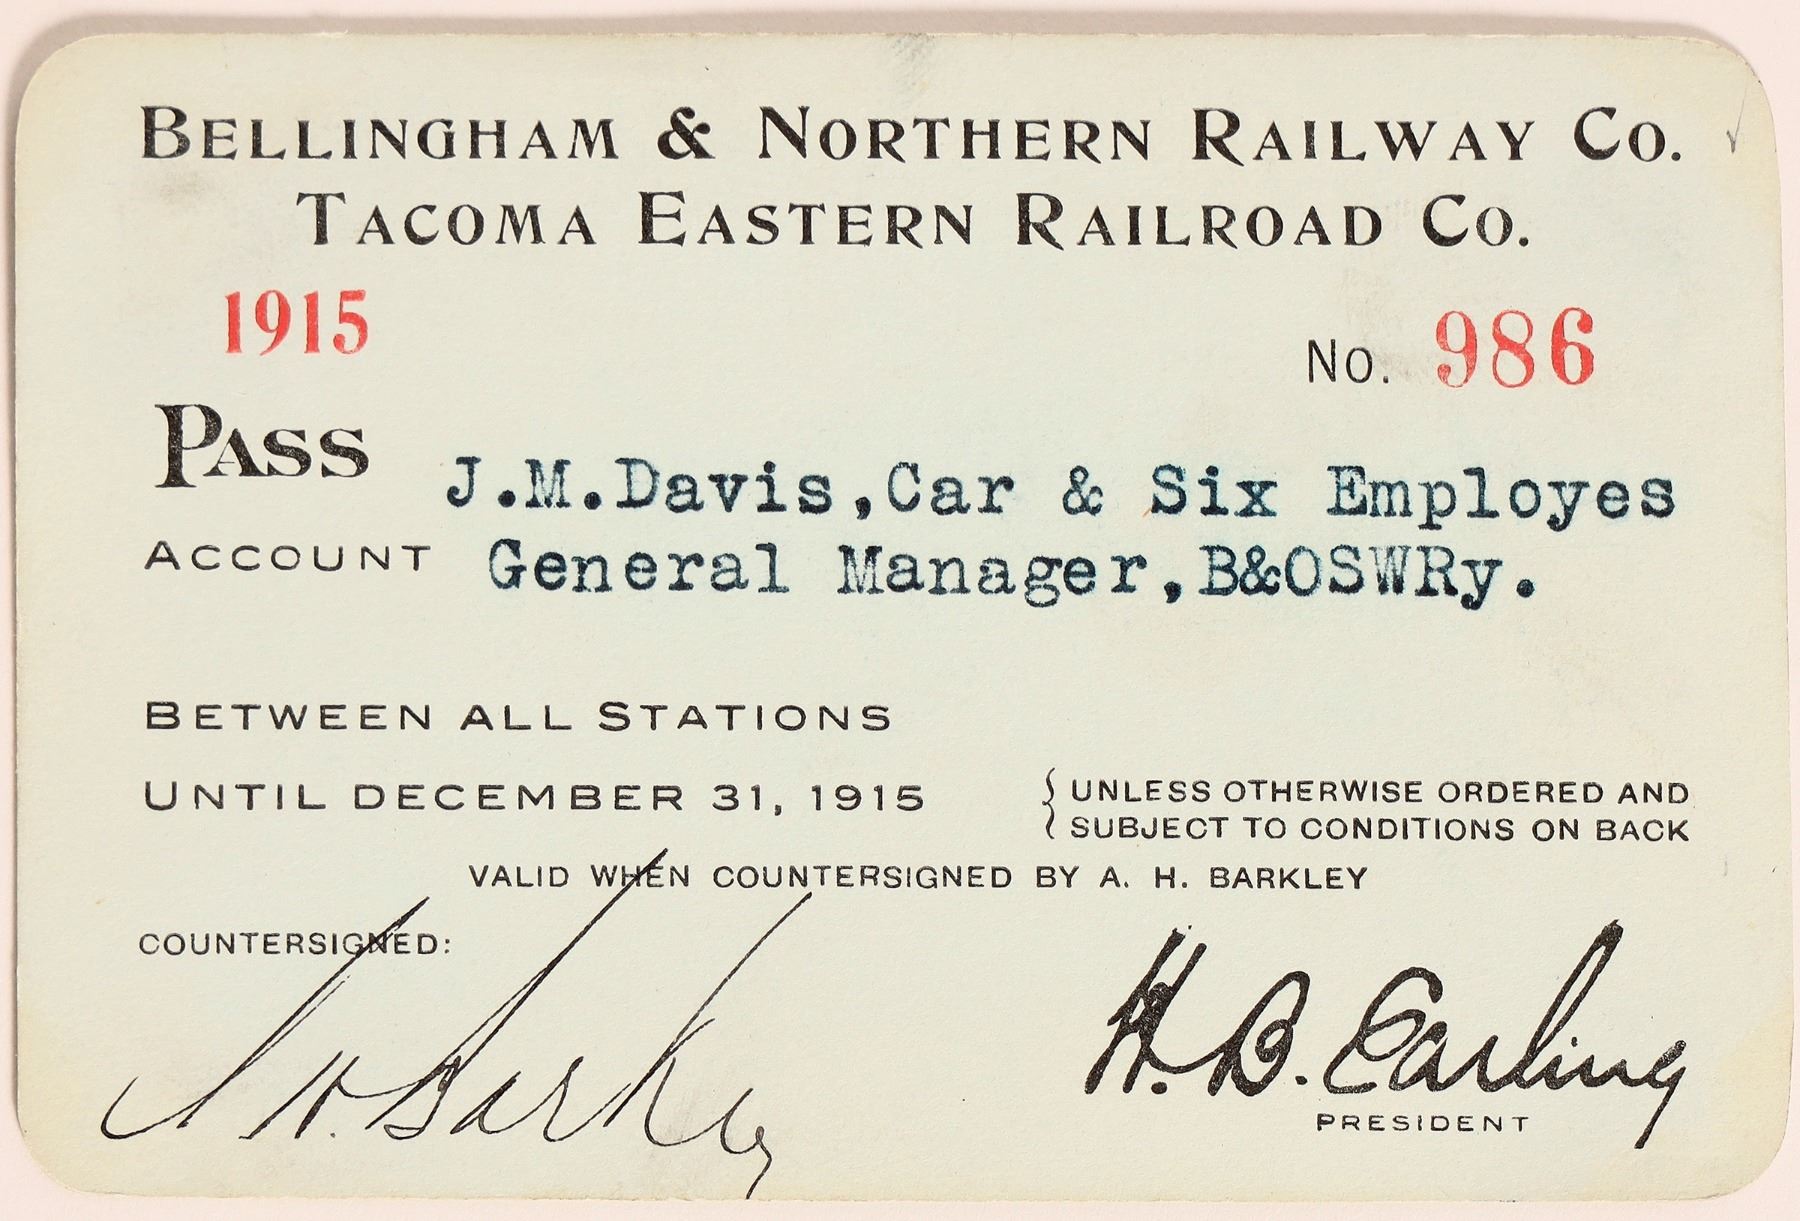 BELLINGHAM & NORTHERN RAILWAY CO.
TACOMA EASTERN RAILROAD CO.
1915
No. 986
PASS J.M.Davis,Car & Six Employes
ACCOUNT General Manager,B&OSWRy.
BETWEEN ALL STATIONS
UNTIL DECEMBER 31, 1915 { UNLESS OTHERWISE ORDERED AND
SUBJECT TO CONDITIONS ON BACK
VALID WHEN COUNTERSIGNED BY A. H. BARKLEY
COUNTERSIGNED:
A H. Barkley
H. B. Earling
PRESIDENT